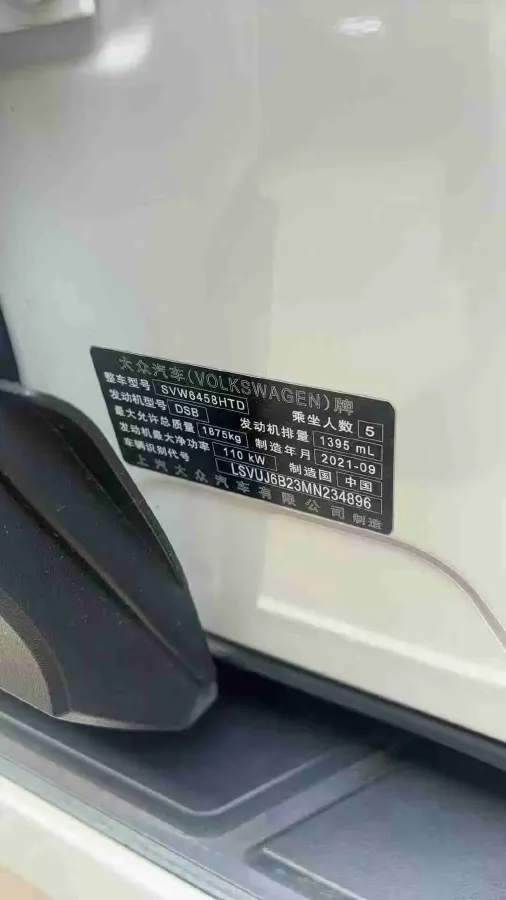 大众汽车(VOLKSWAGEN)牌
整车型号 SVW6458HTD 乘坐人数 5
发动机型号 DSB 发动机排量 1395 mL
最大允许总质量 1875Kg 制造年月 2021-09
发动机最大净功率 110 kW 制造国 中国
车辆识别代号 LSVUJ6B23MN234896
上汽大众汽车有限公司 制造